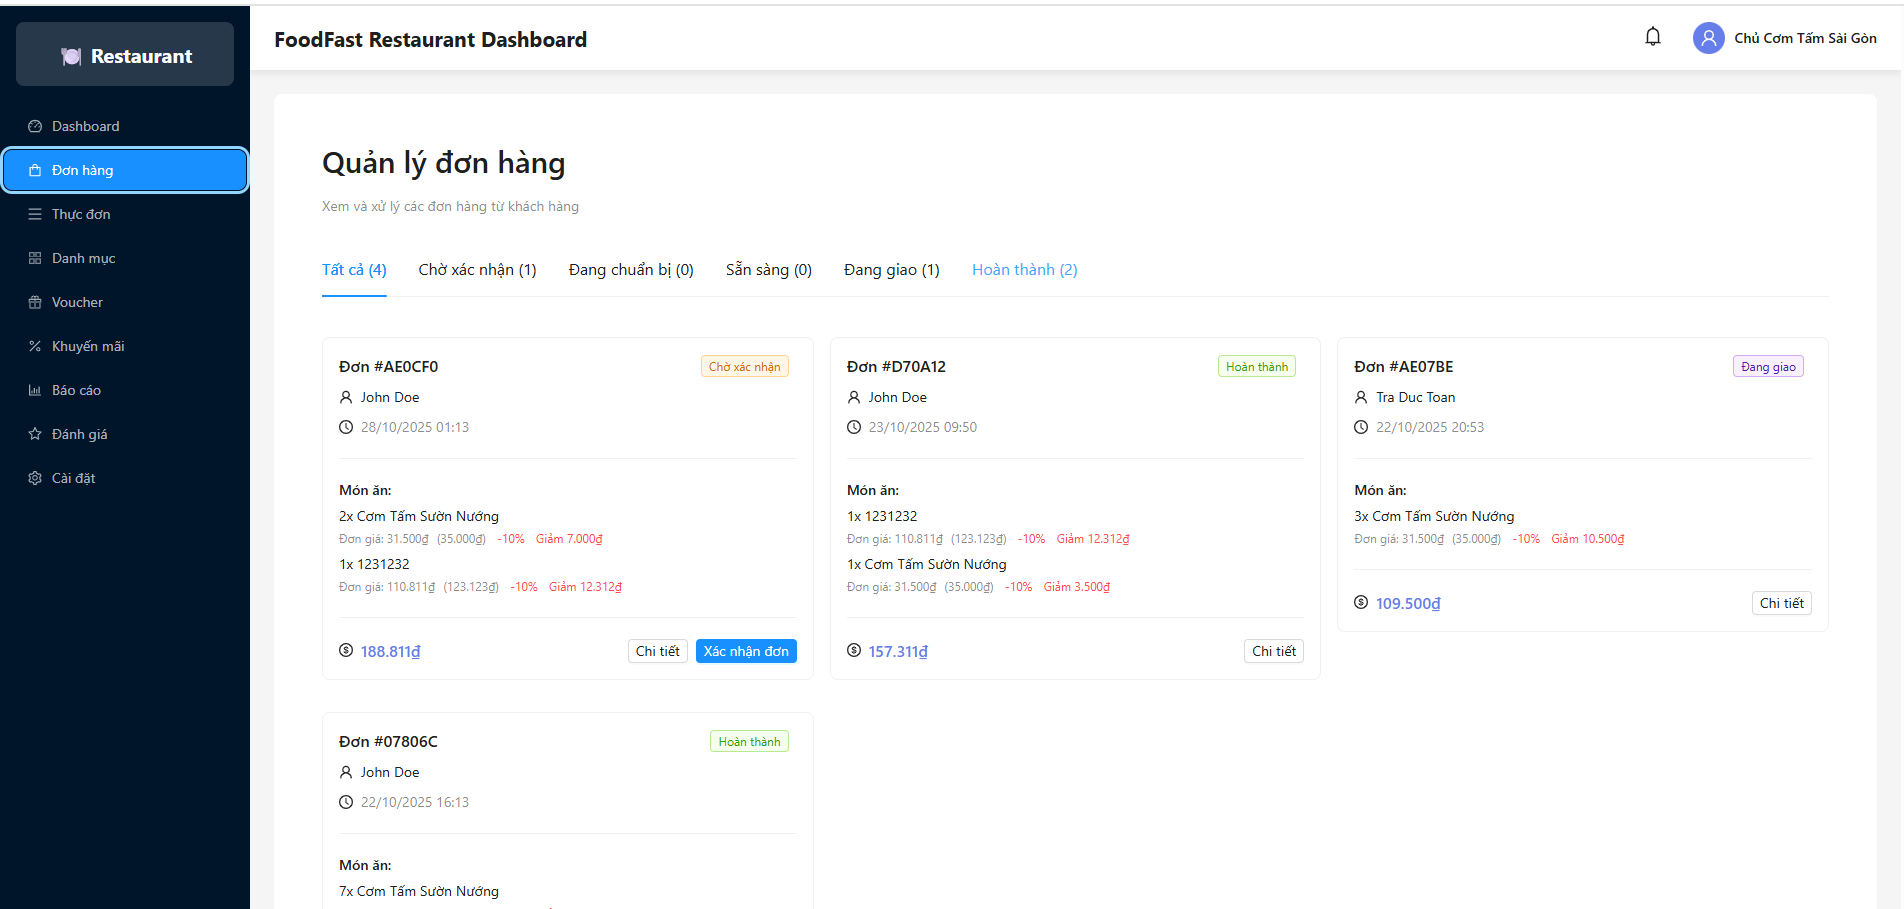 Restaurant
Dashboard
Đơn hàng
Thực đơn
Danh mục
Voucher
Khuyến mãi
Báo cáo
Đánh giá
Cài đặt
FoodFast Restaurant Dashboard
Chủ Cơm Tấm Sài Gòn
Quản lý đơn hàng
Xem và xử lý các đơn hàng từ khách hàng
Tất cả (4) Chờ xác nhận (1) Đang chuẩn bị (0) Sẵn sàng (0) Đang giao (1) Hoàn thành (2)
Đơn #AE0CF0 Chờ xác nhận
John Doe
28/10/2025 01:13
Món ăn:
2x Cơm Tấm Sườn Nướng
Đơn giá: 31.500₫ (35.000₫) -10% Giảm 7.000₫
1x 1231232
Đơn giá: 110.811₫ (123.123₫) -10% Giảm 12.312₫
188.811₫ Chi tiết Xác nhận đơn
Đơn #D70A12 Hoàn thành
John Doe
23/10/2025 09:50
Món ăn:
1x 1231232
Đơn giá: 110.811₫ (123.123₫) -10% Giảm 12.312₫
1x Cơm Tấm Sườn Nướng
Đơn giá: 31.500₫ (35.000₫) -10% Giảm 3.500₫
157.311₫ Chi tiết
Đơn #AE07BE Đang giao
Tra Duc Toan
22/10/2025 20:53
Món ăn:
3x Cơm Tấm Sườn Nướng
Đơn giá: 31.500₫ (35.000₫) -10% Giảm 10.500₫
109.500₫ Chi tiết
Đơn #07806C Hoàn thành
John Doe
22/10/2025 16:13
Món ăn:
7x Cơm Tấm Sườn Nướng